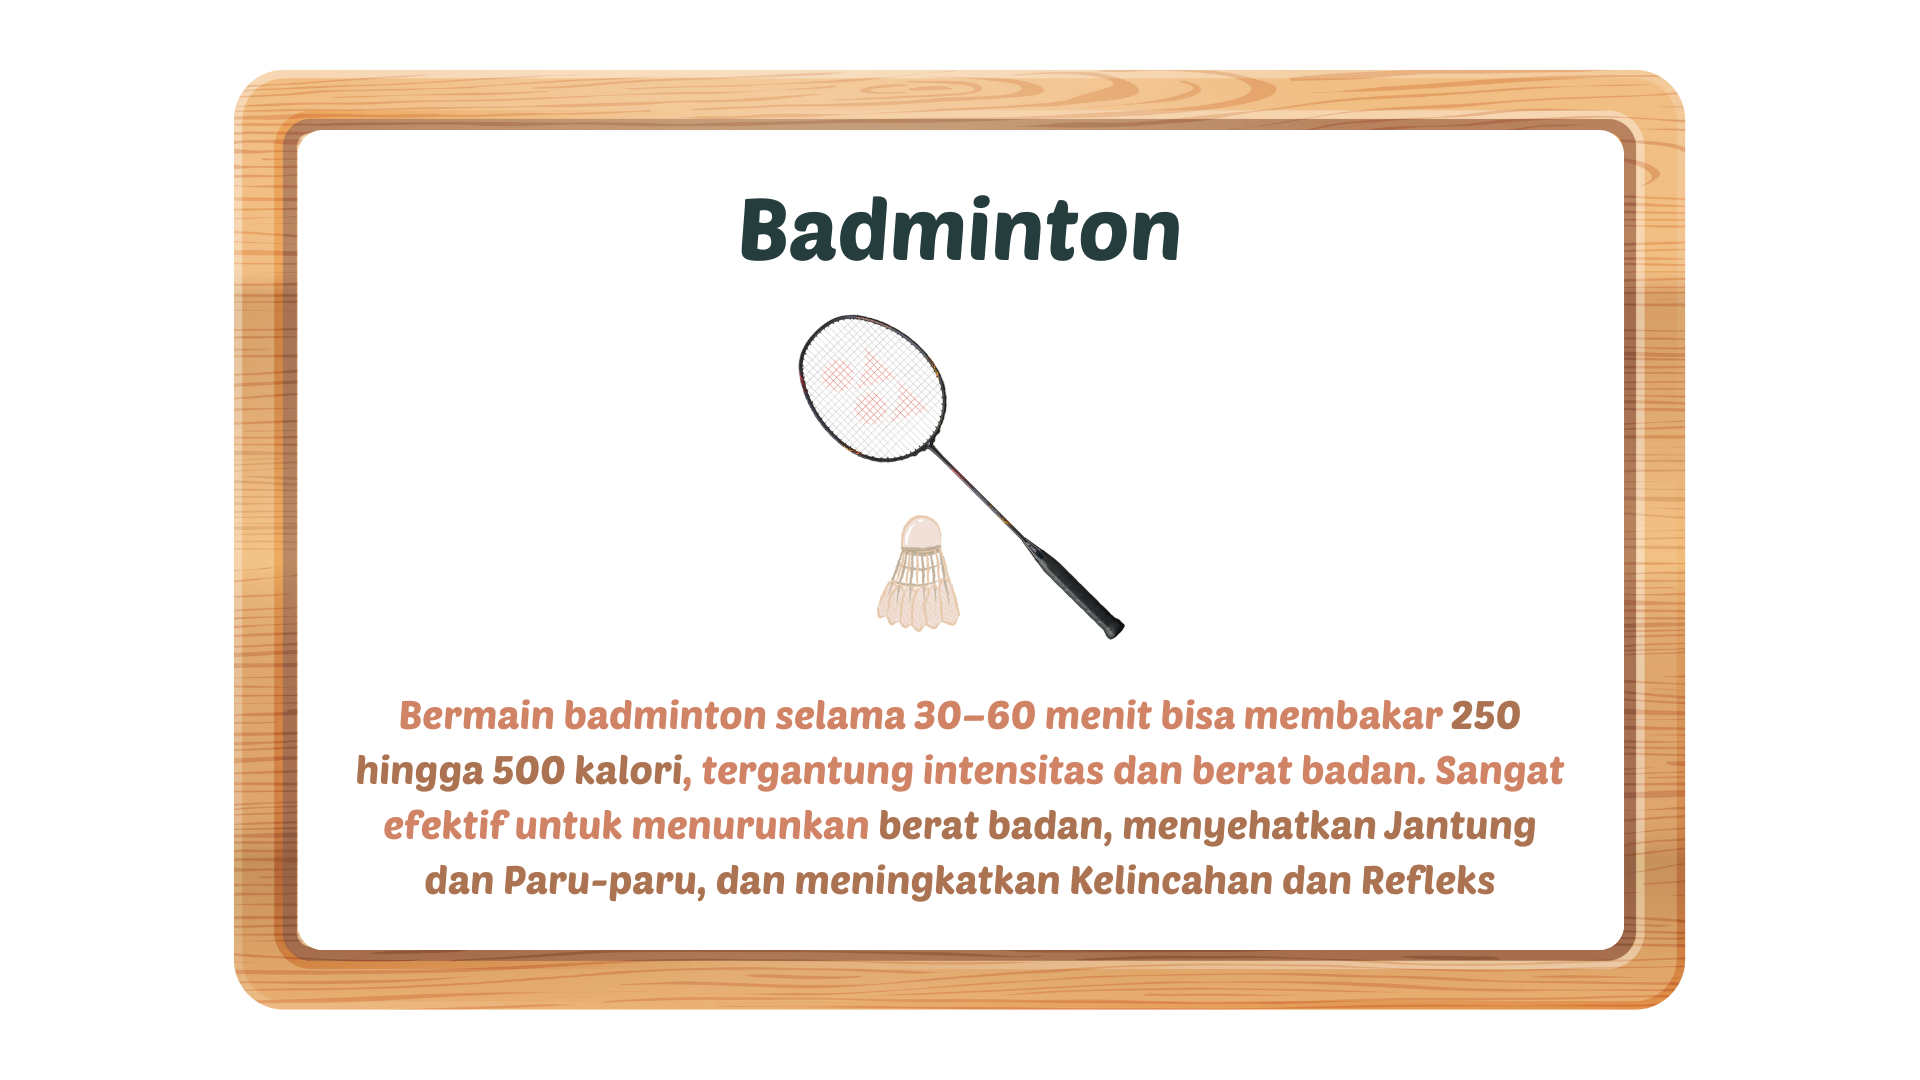 Badminton
Bermain badminton selama 30–60 menit bisa membakar 250
hingga 500 kalori, tergantung intensitas dan berat badan. Sangat
efektif untuk menurunkan berat badan, menyehatkan Jantung
dan Paru-paru, dan meningkatkan Kelincahan dan Refleks